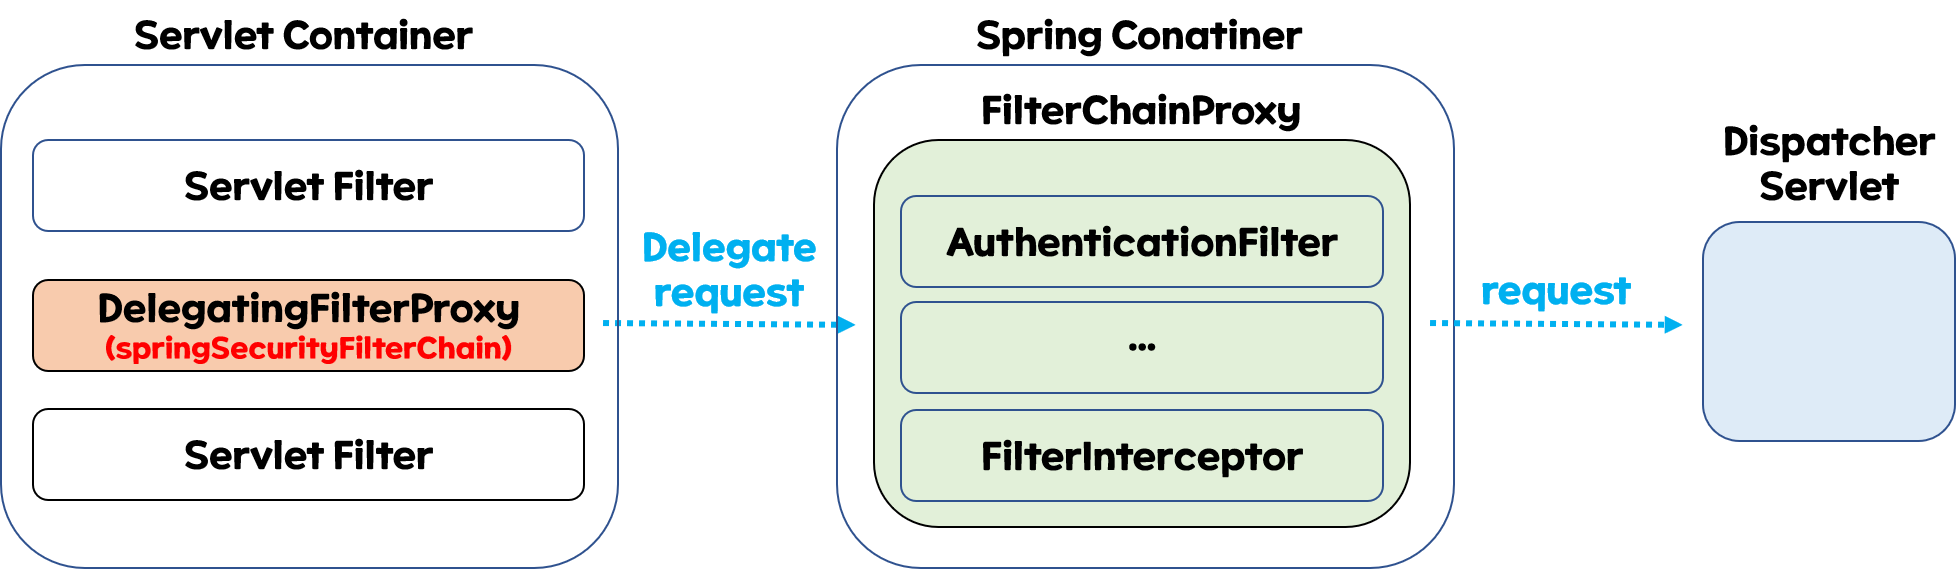 Servlet Container
Servlet Filter
DelegatingFilterProxy
(springSecurityFilterChain)
Servlet Filter
Delegate
request
Spring Conatiner
FilterChainProxy
AuthenticationFilter
...
FilterInterceptor
request
Dispatcher
Servlet